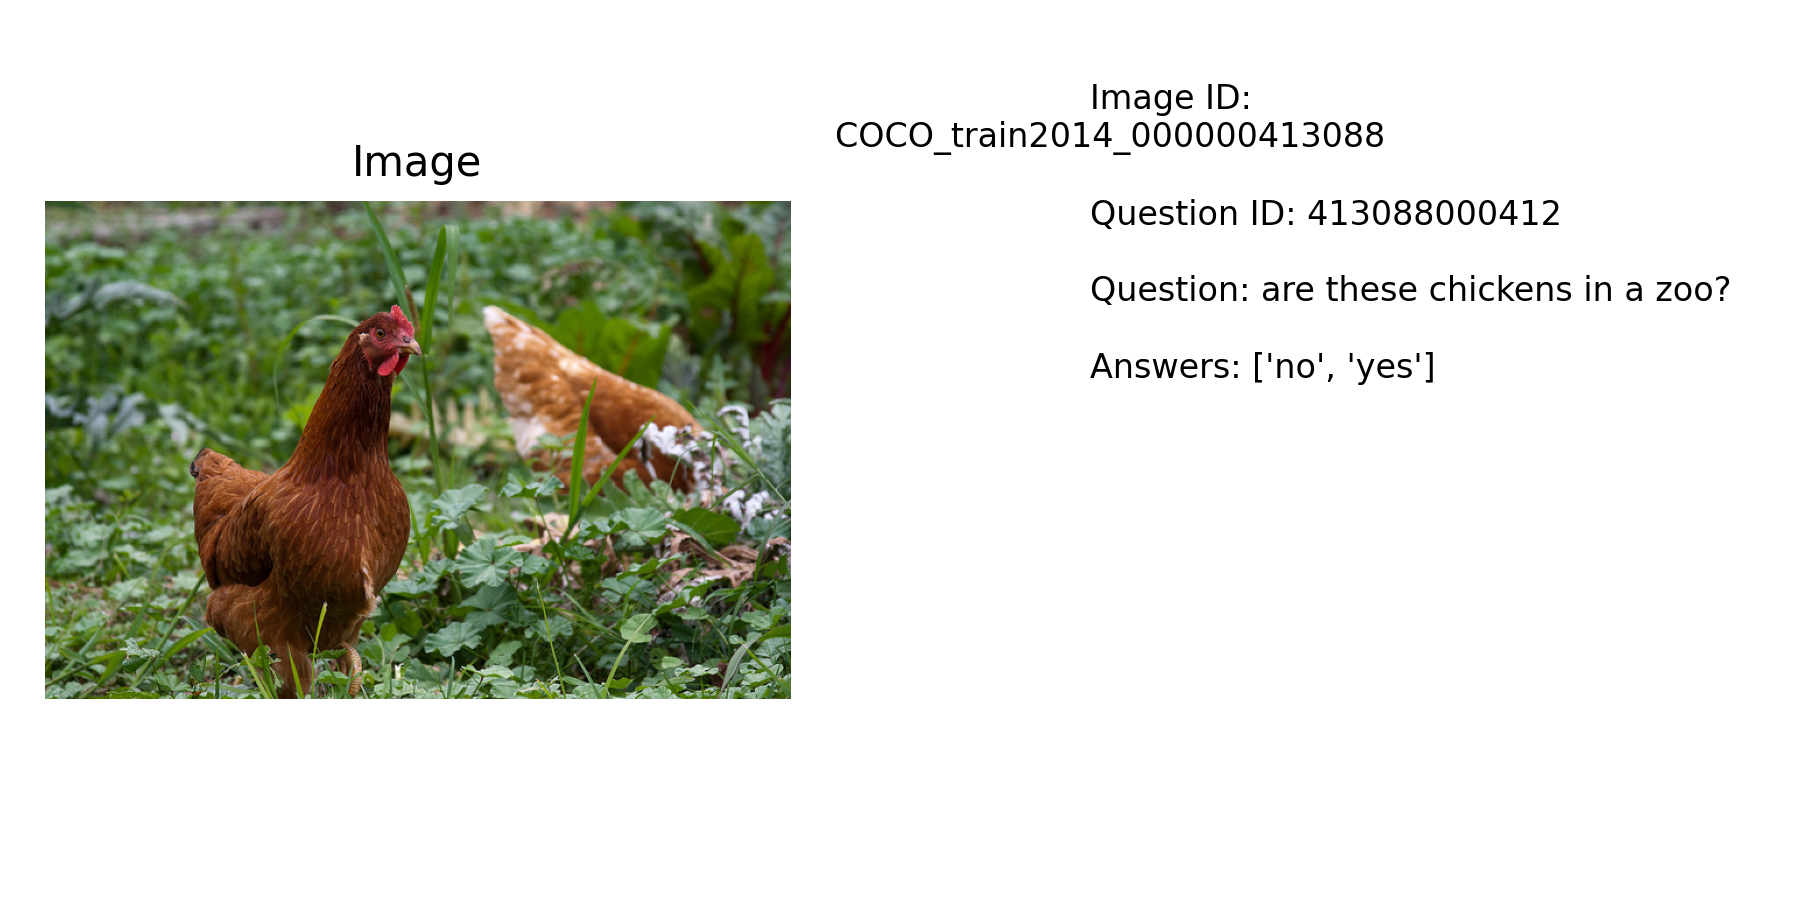 Image
Image ID:
COCO_train2014_000000413088
Question ID: 413088000412
Question: are these chickens in a zoo?
Answers: ['no', 'yes']